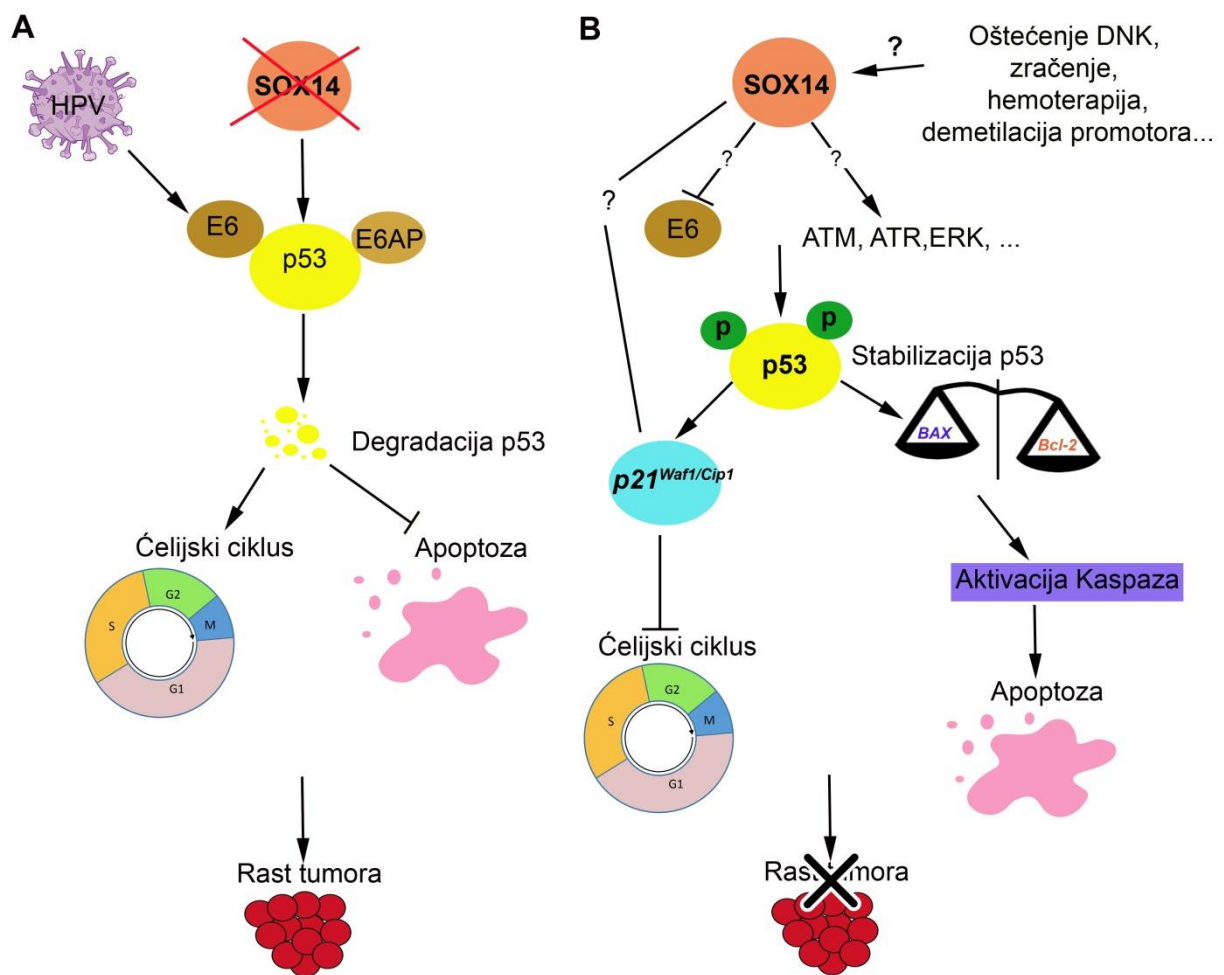 A
HPV
SOX14
E6
p53
E6AP
Degradacija p53
Ćelijski ciklus
Apoptoza
G2
S
M
G1
Rast tumora
B
?
Oštećenje DNK,
zračenje,
hemoterapija,
demetilacija promotora...
SOX14
?
?
?
E6
ATM, ATR,ERK, ...
p
p
p53
Stabilizacija p53
BAX
Bcl-2
p21Waf1/Cip1
Aktivacija Kaspaza
Ćelijski ciklus
G2
S
M
G1
Apoptoza
Rast tumora